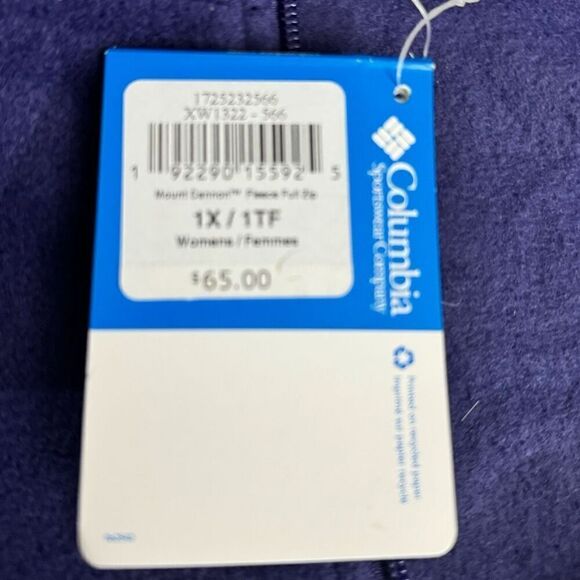 1725232566
XW1322 - 566
1 92290 15592 5
Mount Cannon™ Fleece Full Zip
1X / 1TF
Womens / Femmes
$65.00
Columbia
Sportswear Company
Printed on recycled paper
Imprimé sur papier recyclé